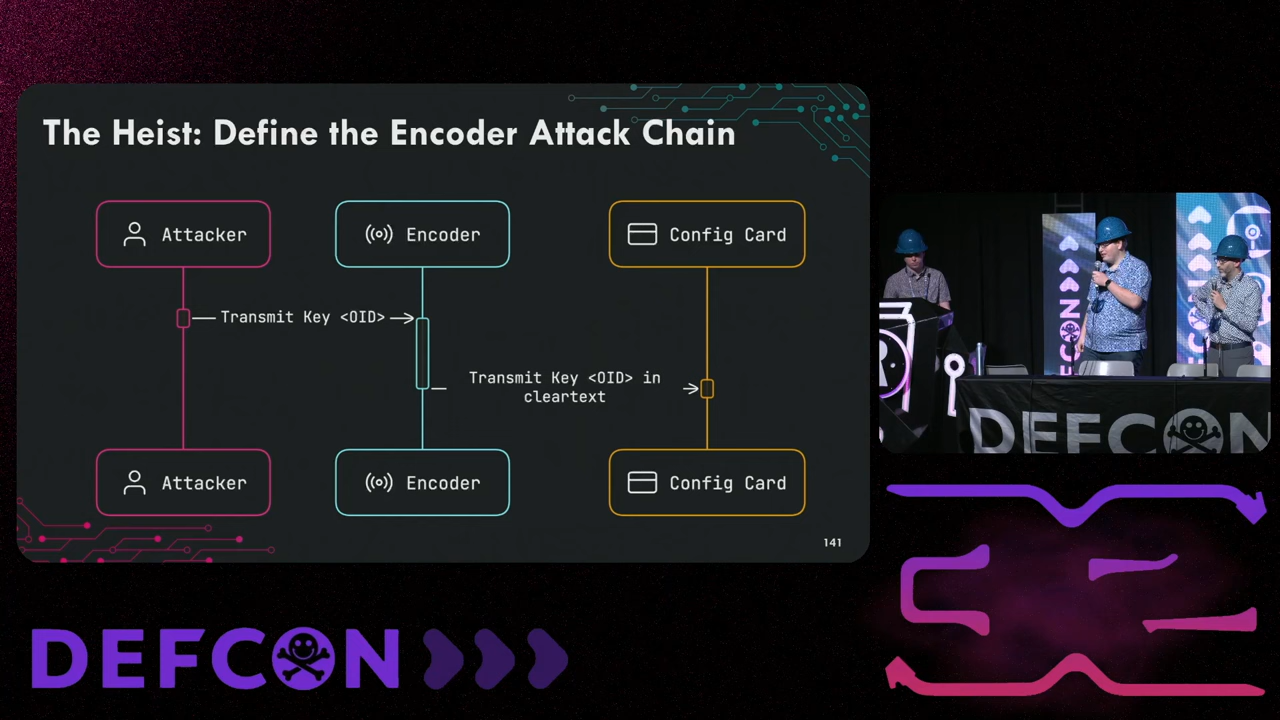 The Heist: Define the Encoder Attack Chain
Attacker
Encoder
Config Card
Transmit Key <OID>
Transmit Key <OID> in
cleartext
Attacker
Encoder
Config Card
141
DEFCON
DEFCON
DEFCON